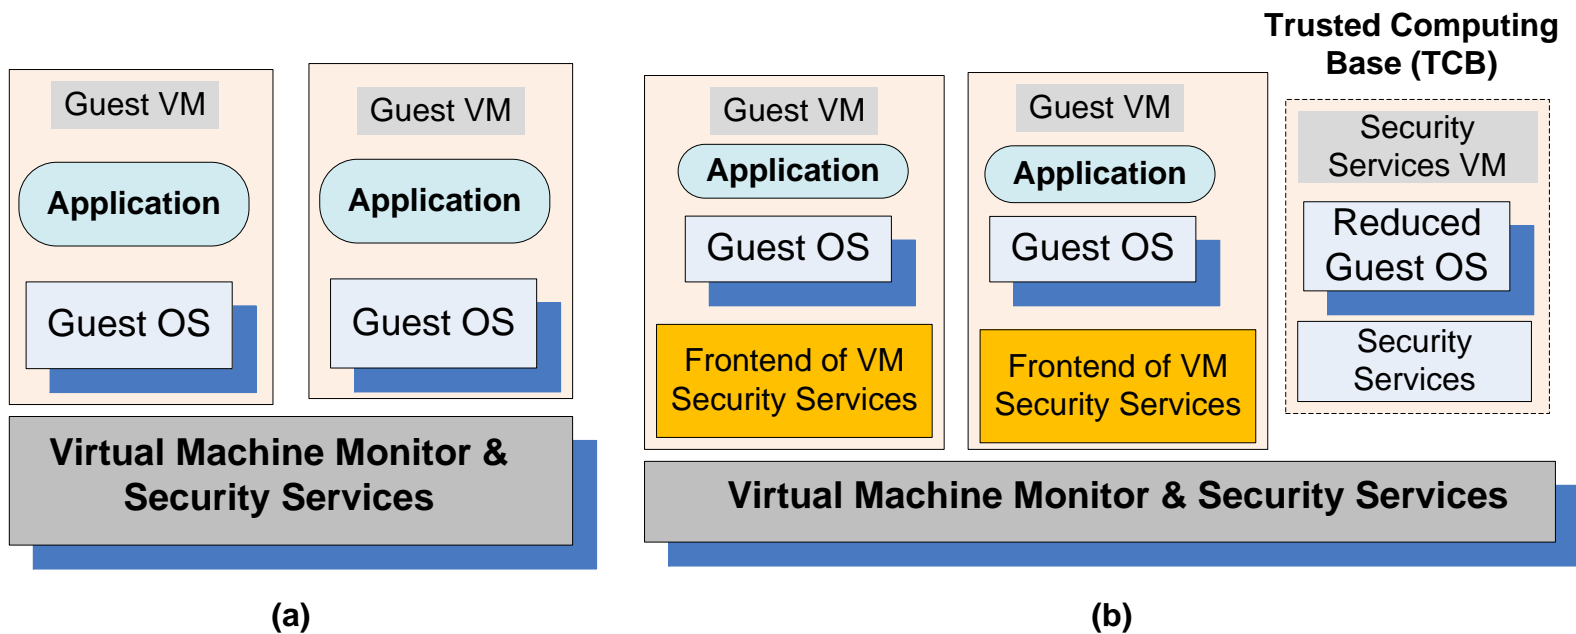 Guest VM
Application
Guest OS
Guest VM
Application
Guest OS
Virtual Machine Monitor &
Security Services
(a)
Guest VM
Application
Guest OS
Frontend of VM
Security Services
Guest VM
Application
Guest OS
Frontend of VM
Security Services
Trusted Computing
Base (TCB)
Security
Services VM
Reduced
Guest OS
Security
Services
Virtual Machine Monitor & Security Services
(b)